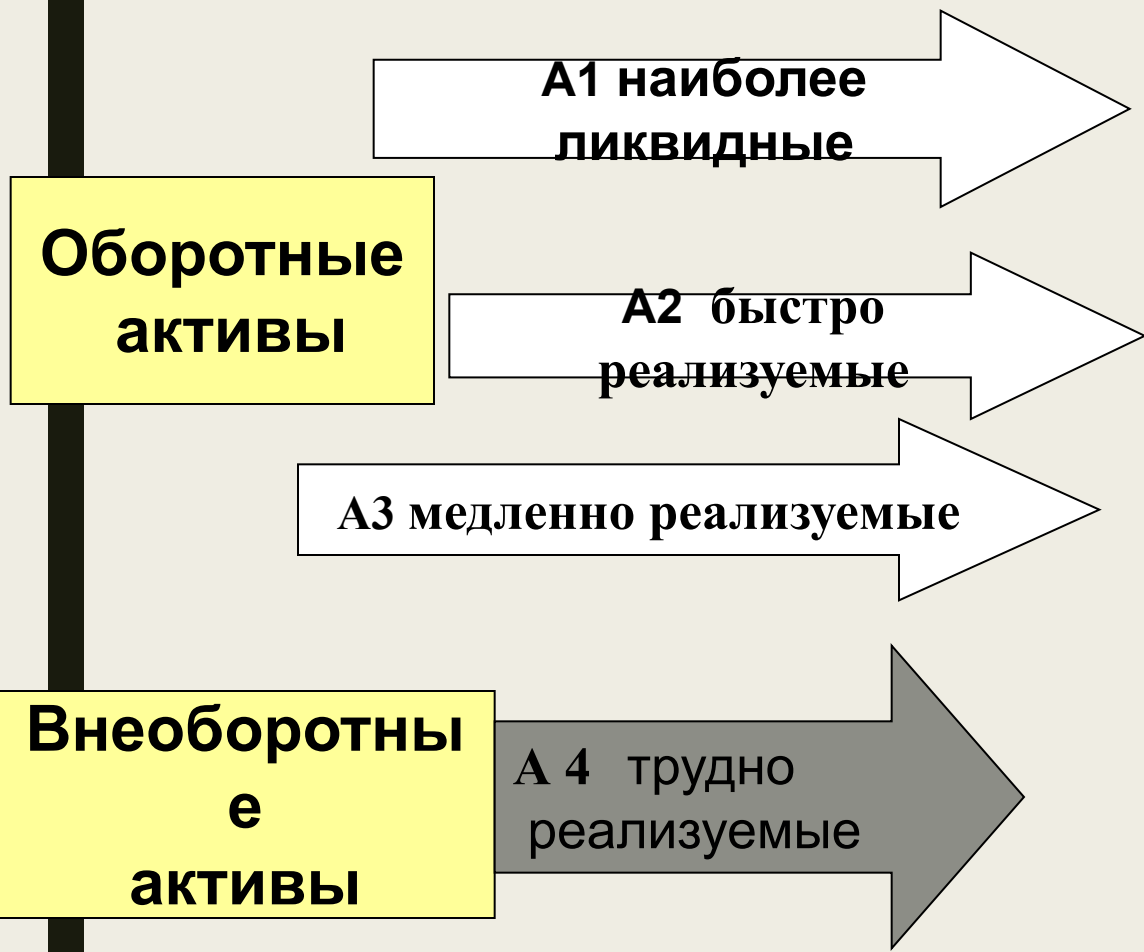 А1 наиболее
ликвидные
Оборотные
активы
А2 быстро
реализуемые
А3 медленно реализуемые
Внеоборотны
е
активы
А 4 трудно
реализуемые